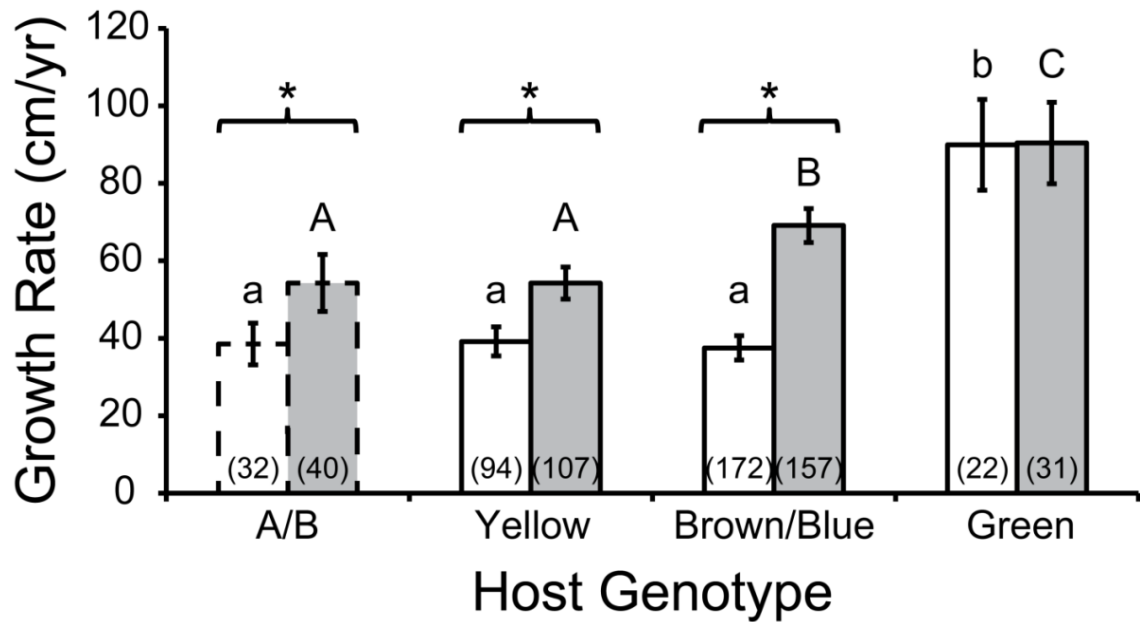 120
100
80
60
40
20
0
Growth Rate (cm/yr)
* * *
a A a A a B b C
(32) (40) (94) (107) (172) (157) (22) (31)
A/B Yellow Brown/Blue Green
Host Genotype